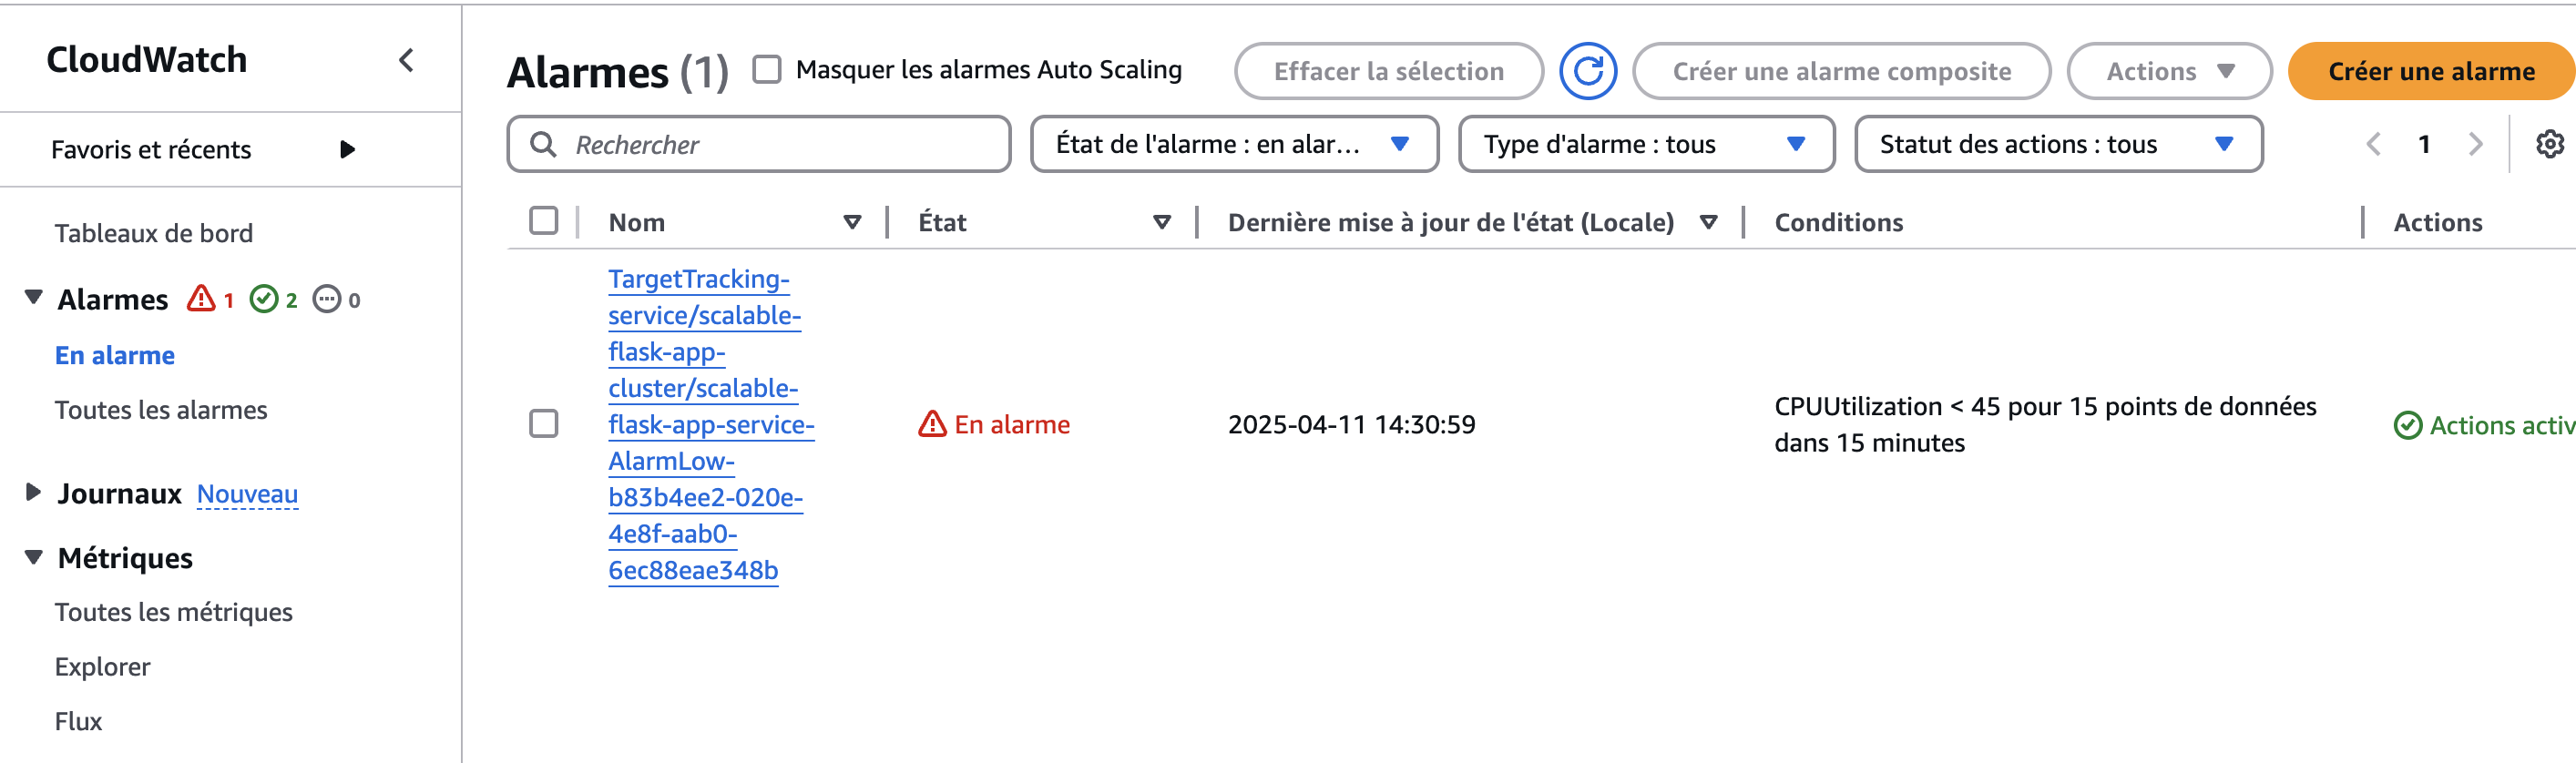 CloudWatch
Favoris et récents
Tableaux de bord
Alarmes 1 2 0
En alarme
Toutes les alarmes
Journaux Nouveau
Métriques
Toutes les métriques
Explorer
Flux
Alarmes (1) Masquer les alarmes Auto Scaling Effacer la sélection Créer une alarme composite Actions Créer une alarme
Rechercher État de l'alarme : en alar... Type d'alarme : tous Statut des actions : tous 1
Nom État Dernière mise à jour de l'état (Locale) Conditions Actions
TargetTracking-
service/scalable-
flask-app-
cluster/scalable-
flask-app-service-
AlarmLow-
b83b4ee2-020e-
4e8f-aab0-
6ec88eae348b
En alarme
2025-04-11 14:30:59
CPUUtilization < 45 pour 15 points de données
dans 15 minutes
Actions activ